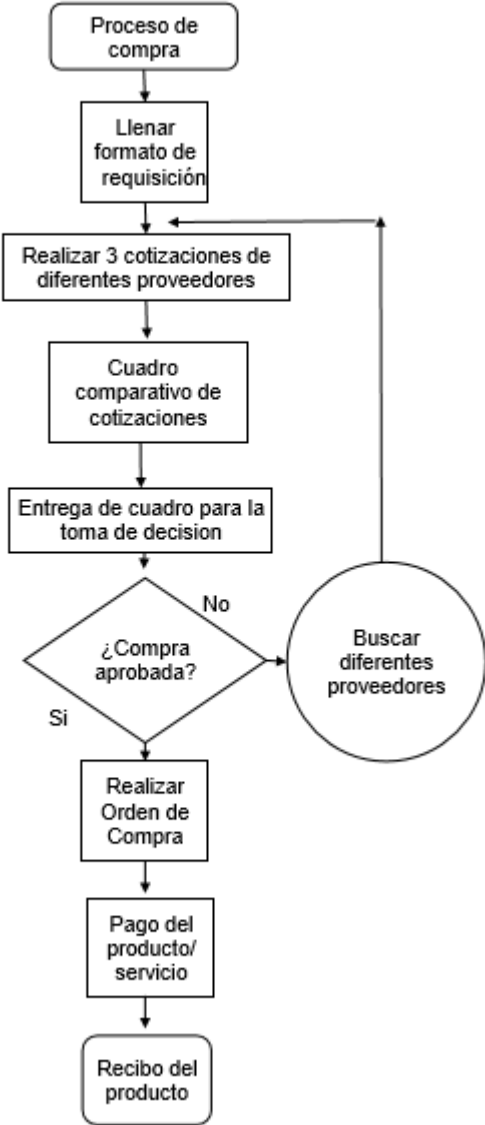 Proceso de
compra
Llenar
formato de
requisición
Realizar 3 cotizaciones de
diferentes proveedores
Cuadro
comparativo de
cotizaciones
Entrega de cuadro para la
toma de decision
No
¿Compra
aprobada?
Buscar
diferentes
proveedores
Si
Realizar
Orden de
Compra
Pago del
producto/
servicio
Recibo del
producto